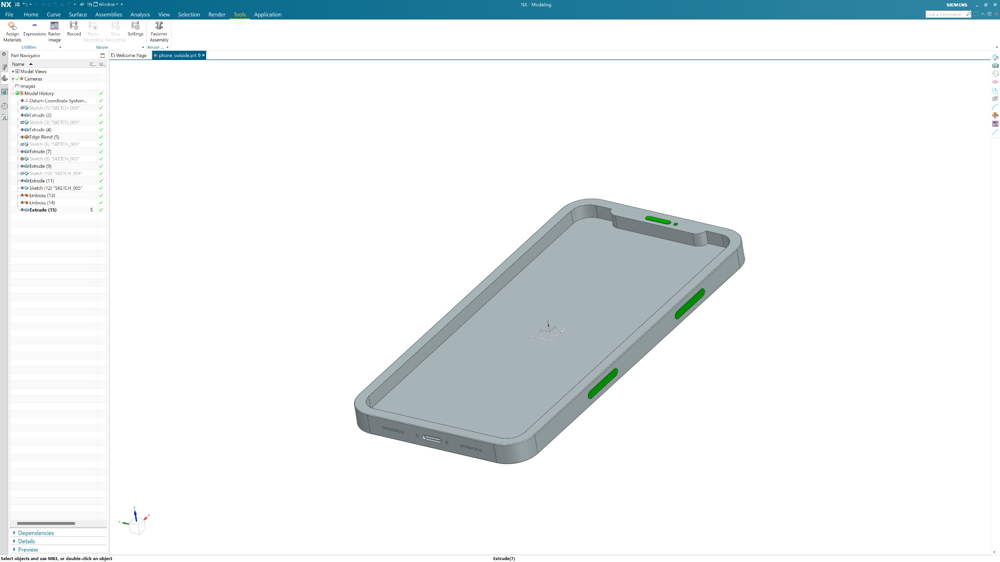 NX Window NX - Modeling SIEMENS
File Home Curve Surface Assemblies Analysis View Selection Render Tools Application Find a Command
Assign Materials Expressions Raster Image Record Pause Recording Stop Recording Settings Fastener Assembly
Utilities Movie Reuse ...
Part Navigator Welcome Page phone_outside.prt
Name C... U...
Model Views
Cameras
Images
Model History
Datum Coordinate System...
Sketch (1) "SKETCH_000"
Extrude (2)
Sketch (3) "SKETCH_001"
Extrude (4)
Edge Blend (5)
Sketch (6) "SKETCH_002"
Extrude (7)
Sketch (8) "SKETCH_003"
Extrude (9)
Sketch (10) "SKETCH_004"
Extrude (11)
Sketch (12) "SKETCH_005"
Emboss (13)
Emboss (14)
Extrude (15)
Z
Z
X
Y
Dependencies
Details
Preview
Select objects and use MB3, or double-click an object Extrude(7)